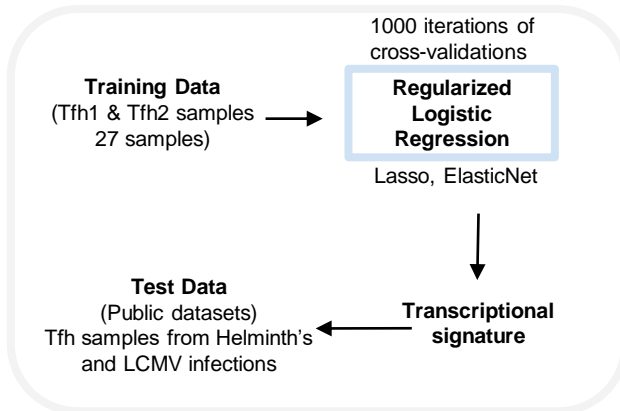 1000 iterations of
cross-validations
Training Data
(Tfh1 & Tfh2 samples
27 samples)
Regularized
Logistic
Regression
Lasso, ElasticNet
Test Data
(Public datasets)
Tfh samples from Helminth's
and LCMV infections
Transcriptional
signature